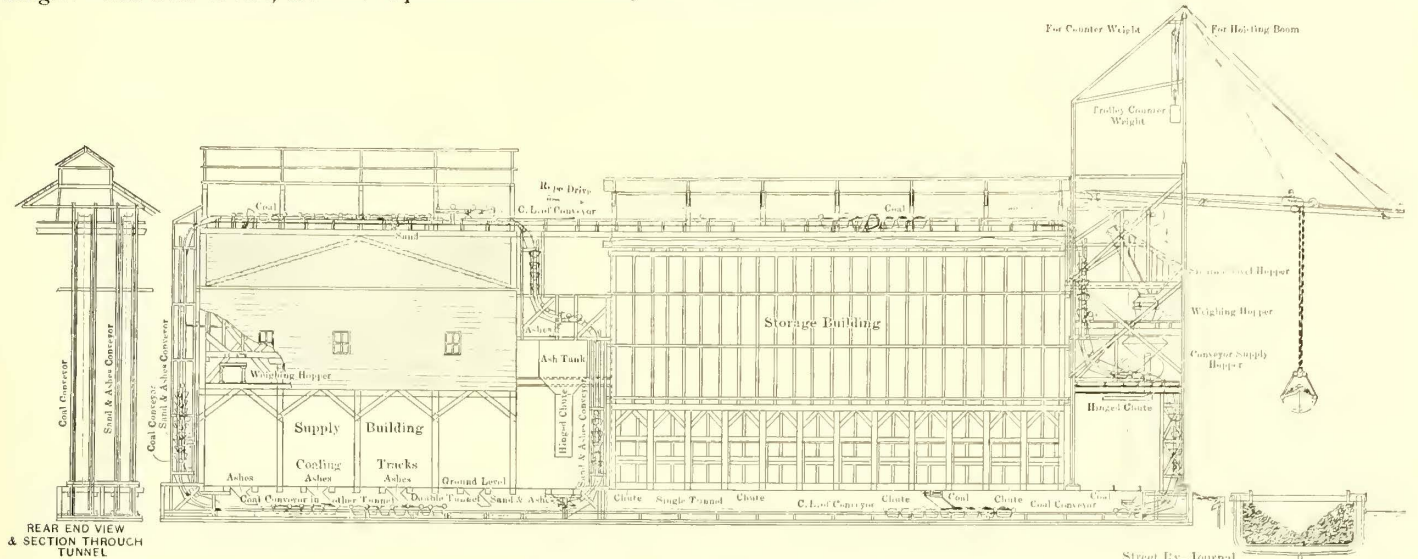 For Counter Weight
For Hoisting Boom
Trolley Counter
Weight
Rope Drive
C.L. of Conveyor
Coal
Sand
Coal
Hopper
Weighing Hopper
Conveyor Supply
Hopper
Storage Building
Ashes
Ash Tank
Hinged Chute
Sand & Ashes Conveyor
Weighing Hopper
Hinged Chute
Coal Conveyor
Sand & Ashes Conveyor
Coal Conveyor
Sand & Ashes Conveyor
Supply Building
Coaling Tracks
Ashes
Ashes
Ashes
Ground Level
Coal Conveyor in other Tunnel
Double Tunnel
Sand & Ashes
Chute
Single Tunnel
Chute
C.L. of Conveyor
Chute
Coal
Chute
Coal Conveyor
Coal
REAR END VIEW
& SECTION THROUGH
TUNNEL
Street Ry. Journal